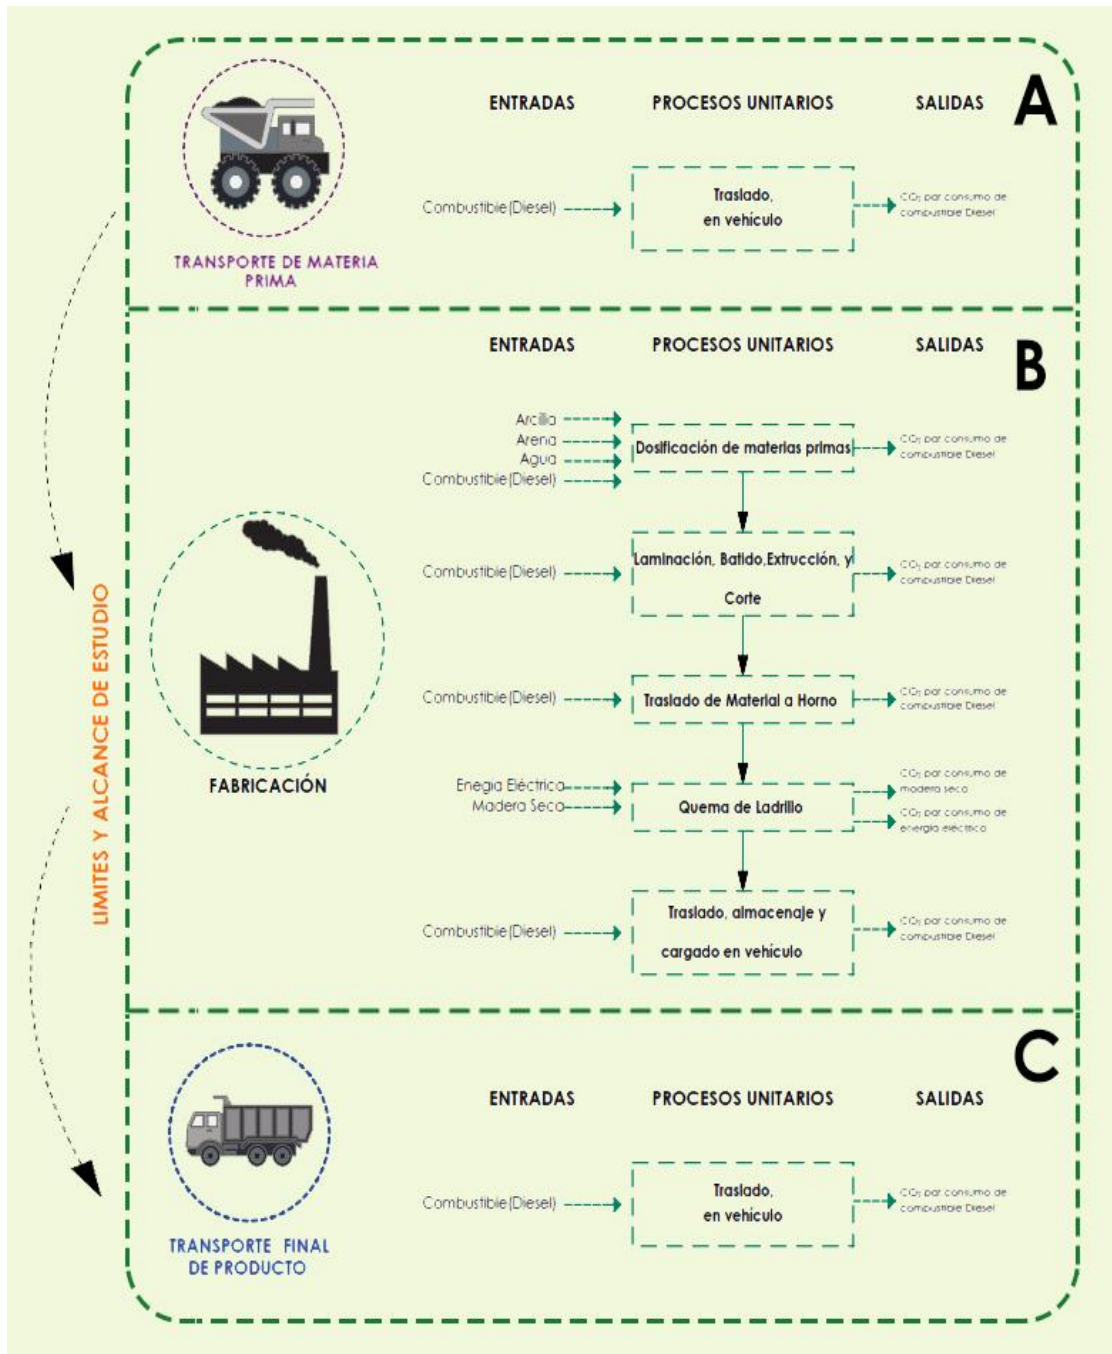 A
ENTRADAS PROCESOS UNITARIOS SALIDAS
Combustible(Diesel)
Traslado,
en vehículo
CO₂ por consumo de
combustible Diesel
TRANSPORTE DE MATERIA
PRIMA
B
ENTRADAS PROCESOS UNITARIOS SALIDAS
Arcilla
Arena
Agua
Combustible(Diesel)
Dosificación de materias primas
CO₂ por consumo de
combustible Diesel
Combustible(Diesel)
Laminación, Batido,Extrucción, y
Corte
CO₂ por consumo de
combustible Diesel
Combustible(Diesel)
Traslado de Material a Horno
CO₂ por consumo de
combustible Diesel
Enegia Eléctrica
Madera Seca
Quema de Ladrillo
CO₂ por consumo de
madera seca
CO₂ por consumo de
energía eléctrica
Combustible(Diesel)
Traslado, almacenaje y
cargado en vehículo
CO₂ por consumo de
combustible Diesel
FABRICACIÓN
LIMITES Y ALCANCE DE ESTUDIO
C
ENTRADAS PROCESOS UNITARIOS SALIDAS
Combustible(Diesel)
Traslado,
en vehículo
CO₂ por consumo de
combustible Diesel
TRANSPORTE FINAL
DE PRODUCTO